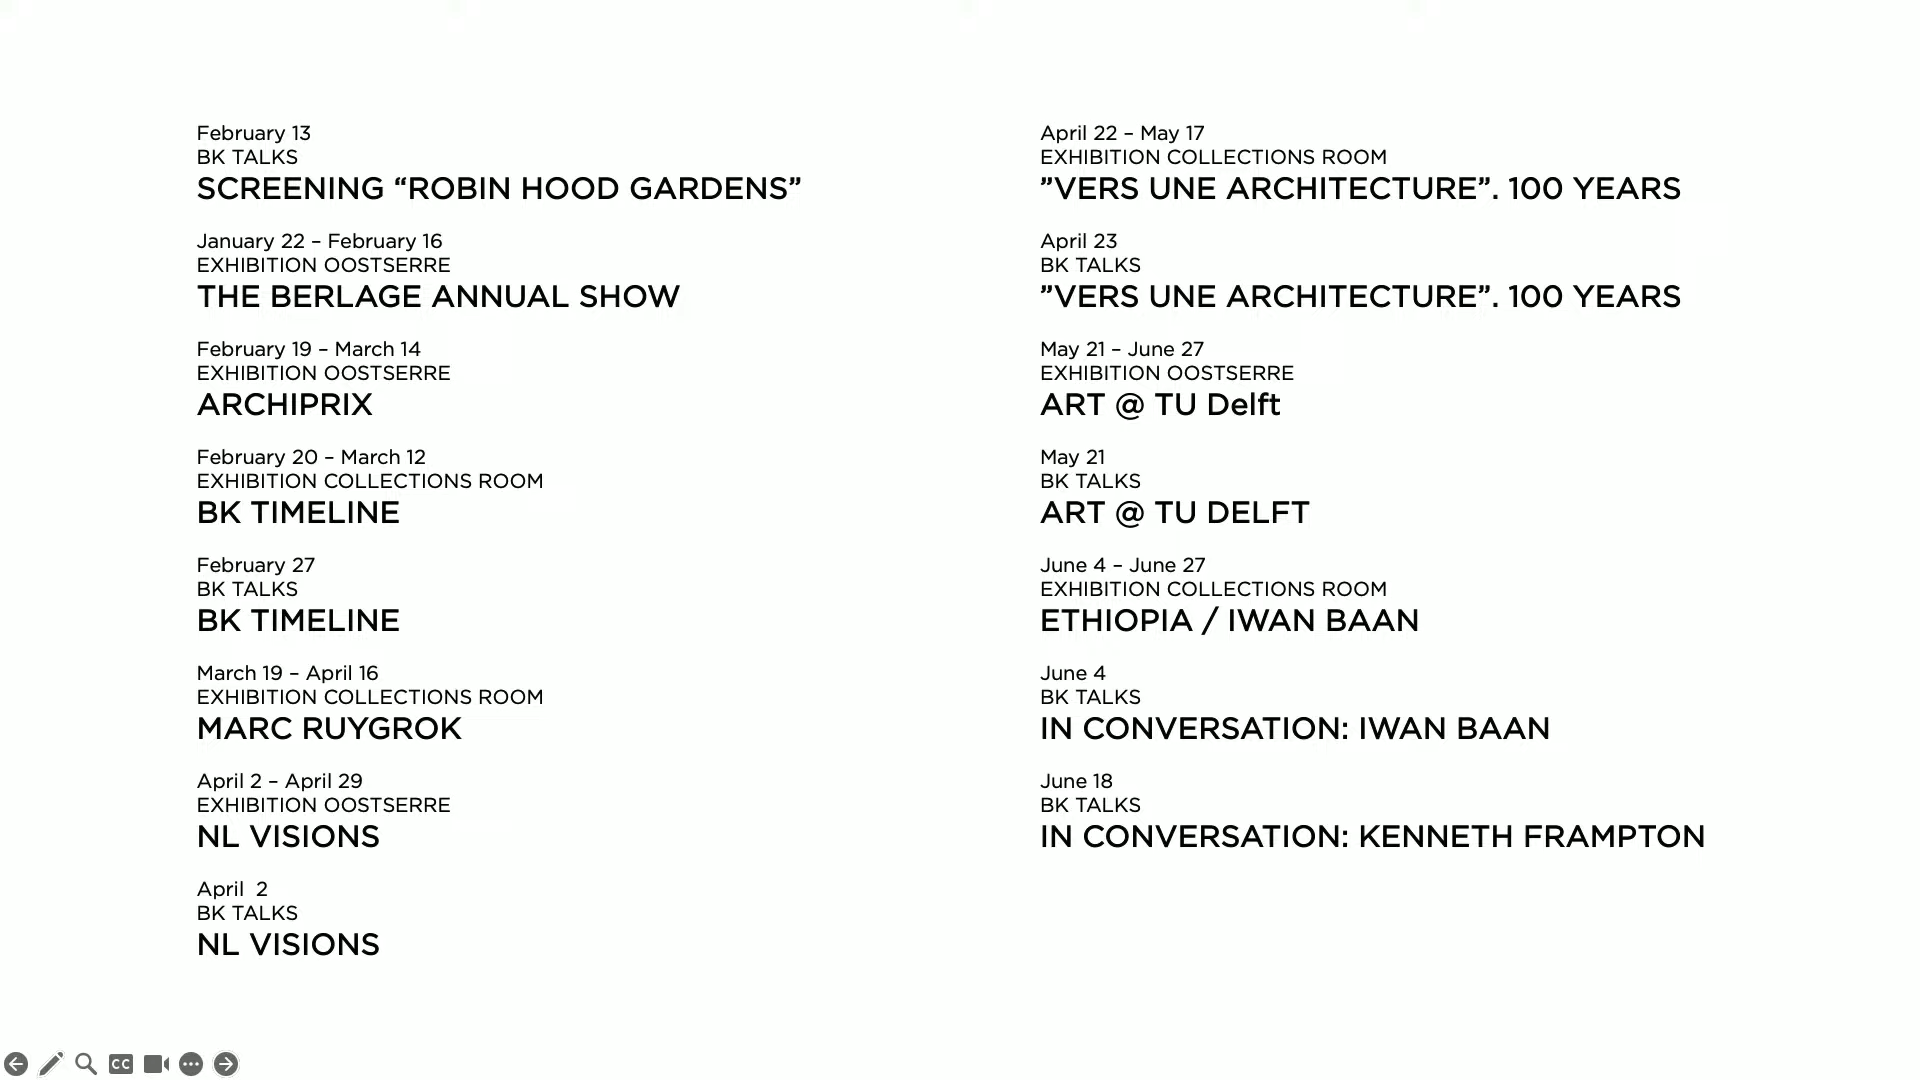 February 13
BK TALKS
SCREENING “ROBIN HOOD GARDENS”
January 22 – February 16
EXHIBITION OOSTSERRE
THE BERLAGE ANNUAL SHOW
February 19 – March 14
EXHIBITION OOSTSERRE
ARCHIPRIX
February 20 – March 12
EXHIBITION COLLECTIONS ROOM
BK TIMELINE
February 27
BK TALKS
BK TIMELINE
March 19 – April 16
EXHIBITION COLLECTIONS ROOM
MARC RUYGROK
April 2 – April 29
EXHIBITION OOSTSERRE
NL VISIONS
April  2
BK TALKS
NL VISIONS
April 22 – May 17
EXHIBITION COLLECTIONS ROOM
”VERS UNE ARCHITECTURE”. 100 YEARS
April 23
BK TALKS
”VERS UNE ARCHITECTURE”. 100 YEARS
May 21 – June 27
EXHIBITION OOSTSERRE
ART @ TU Delft
May 21
BK TALKS
ART @ TU DELFT
June 4 – June 27
EXHIBITION COLLECTIONS ROOM
ETHIOPIA / IWAN BAAN
June 4
BK TALKS
IN CONVERSATION: IWAN BAAN
June 18
BK TALKS
IN CONVERSATION: KENNETH FRAMPTON
CC